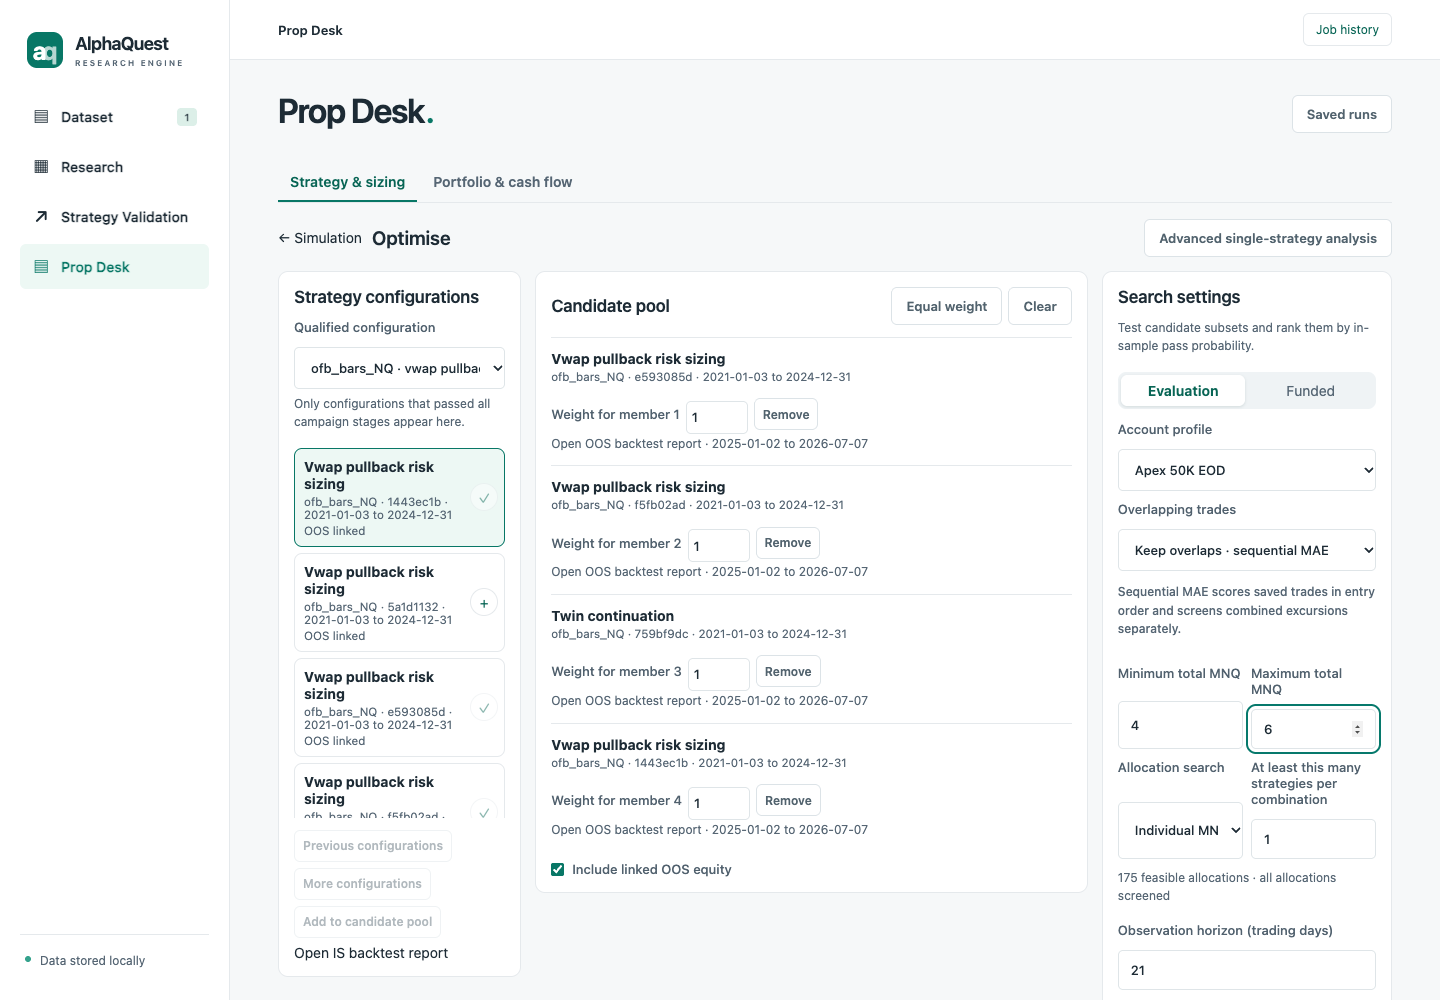 aq
AlphaQuest
RESEARCH ENGINE
Dataset
1
Research
Strategy Validation
Prop Desk
Data stored locally
Prop Desk
Job history
Prop Desk.
Saved runs
Strategy & sizing
Portfolio & cash flow
← Simulation
Optimise
Advanced single-strategy analysis
Strategy configurations
Qualified configuration
ofb_bars_NQ · vwap pullba
Only configurations that passed all
campaign stages appear here.
Vwap pullback risk
sizing
ofb_bars_NQ · 1443ec1b ·
2021-01-03 to 2024-12-31
OOS linked
✓
Vwap pullback risk
sizing
ofb_bars_NQ · 5a1d1132 ·
2021-01-03 to 2024-12-31
OOS linked
+
Vwap pullback risk
sizing
ofb_bars_NQ · e593085d ·
2021-01-03 to 2024-12-31
OOS linked
✓
Vwap pullback risk
sizing
ofb_bars_NQ · f5fb02ad ·
✓
Previous configurations
More configurations
Add to candidate pool
Open IS backtest report
Candidate pool
Equal weight
Clear
Vwap pullback risk sizing
ofb_bars_NQ · e593085d · 2021-01-03 to 2024-12-31
Weight for member 1
1
Remove
Open OOS backtest report · 2025-01-02 to 2026-07-07
Vwap pullback risk sizing
ofb_bars_NQ · f5fb02ad · 2021-01-03 to 2024-12-31
Weight for member 2
1
Remove
Open OOS backtest report · 2025-01-02 to 2026-07-07
Twin continuation
ofb_bars_NQ · 759bf9dc · 2021-01-03 to 2024-12-31
Weight for member 3
1
Remove
Open OOS backtest report · 2025-01-02 to 2026-07-07
Vwap pullback risk sizing
ofb_bars_NQ · 1443ec1b · 2021-01-03 to 2024-12-31
Weight for member 4
1
Remove
Open OOS backtest report · 2025-01-02 to 2026-07-07
Include linked OOS equity
Search settings
Test candidate subsets and rank them by in-
sample pass probability.
Evaluation
Funded
Account profile
Apex 50K EOD
Overlapping trades
Keep overlaps · sequential MAE
Sequential MAE scores saved trades in entry
order and screens combined excursions
separately.
Minimum total MNQ
4
Maximum total
MNQ
6
Allocation search
Individual MN
At least this many
strategies per
combination
1
175 feasible allocations · all allocations
screened
Observation horizon (trading days)
21